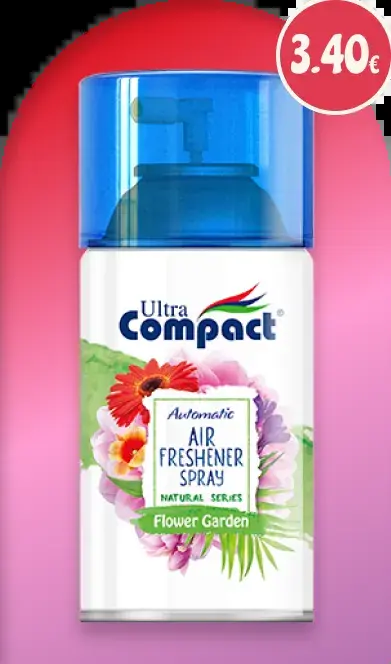 3.40€
Ultra
Compact®
Automatic
AIR
FRESHENER
SPRAY
NATURAL SERIES
Flower Garden